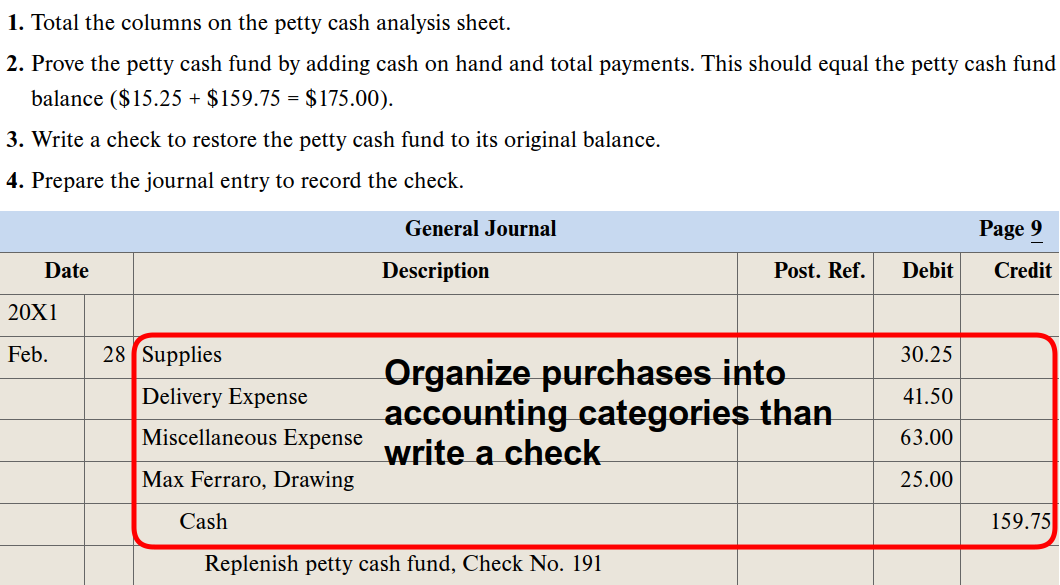 1. Total the columns on the petty cash analysis sheet.
2. Prove the petty cash fund by adding cash on hand and total payments. This should equal the petty cash fund
balance ($15.25 + $159.75 = $175.00).
3. Write a check to restore the petty cash fund to its original balance.
4. Prepare the journal entry to record the check.
General Journal Page 9
Date Description Post. Ref. Debit Credit
20X1
Feb. 28 Supplies 30.25
Delivery Expense 41.50
Miscellaneous Expense 63.00
Max Ferraro, Drawing 25.00
Cash 159.75
Replenish petty cash fund, Check No. 191
Organize purchases into
accounting categories than
write a check